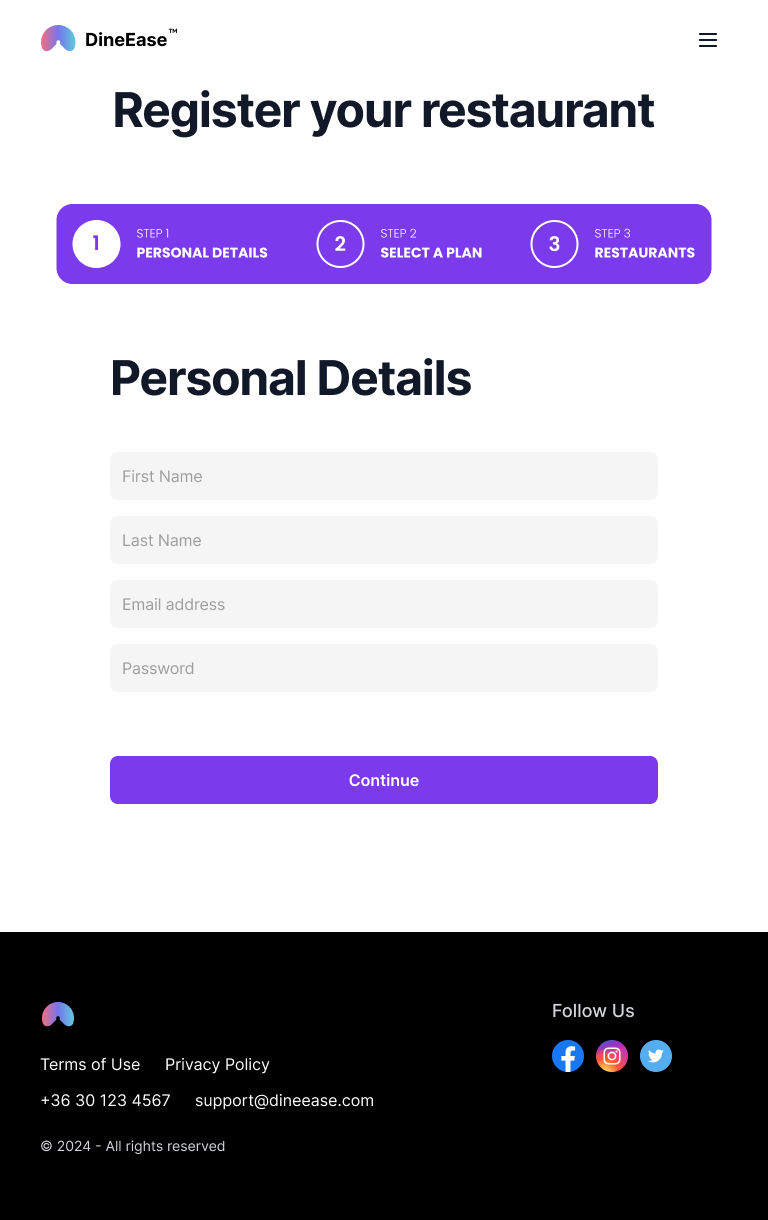 DineEase™
Register your restaurant
1
STEP 1
PERSONAL DETAILS
2
STEP 2
SELECT A PLAN
3
STEP 3
RESTAURANTS
Personal Details
First Name
Last Name
Email address
Password
Continue
Follow Us
Terms of Use Privacy Policy
+36 30 123 4567 support@dineease.com
© 2024 - All rights reserved